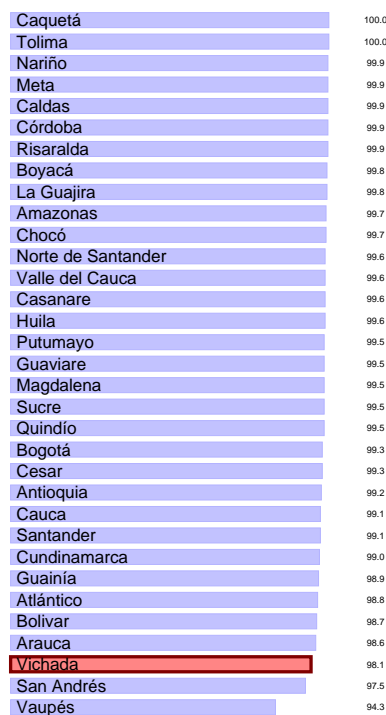 Caquetá 100.0
Tolima 100.0
Nariño 99.9
Meta 99.9
Caldas 99.9
Córdoba 99.9
Risaralda 99.9
Boyacá 99.8
La Guajira 99.8
Amazonas 99.7
Chocó 99.7
Norte de Santander 99.6
Valle del Cauca 99.6
Casanare 99.6
Huila 99.6
Putumayo 99.5
Guaviare 99.5
Magdalena 99.5
Sucre 99.5
Quindío 99.5
Bogotá 99.3
Cesar 99.3
Antioquia 99.2
Cauca 99.1
Santander 99.1
Cundinamarca 99.0
Guainía 98.9
Atlántico 98.8
Bolivar 98.7
Arauca 98.6
Vichada 98.1
San Andrés 97.5
Vaupés 94.3